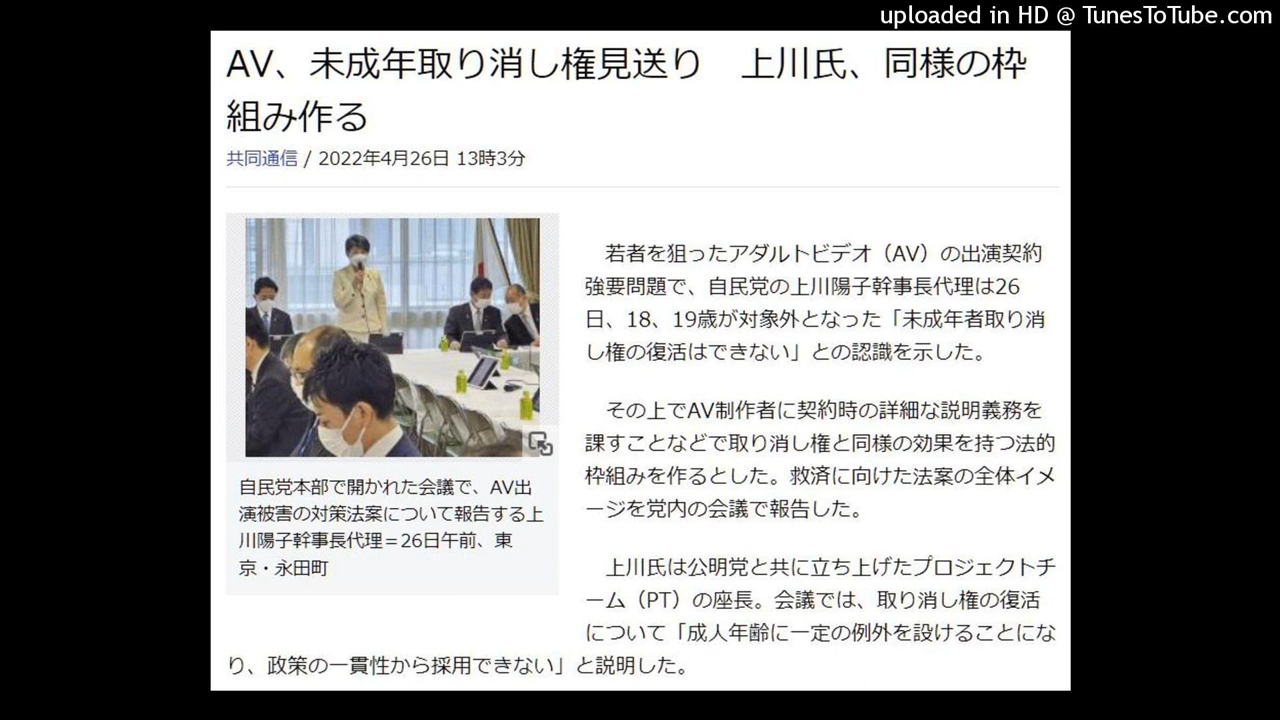 uploaded in HD @ TunesToTube.com
AV、未成年取り消し権見送り　上川氏、同様の枠
組み作る
共同通信 / 2022年4月26日 13時3分
自民党本部で開かれた会議で、AV出
演被害の対策法案について報告する上
川陽子幹事長代理＝26日午前、東
京・永田町
　若者を狙ったアダルトビデオ（AV）の出演契約
強要問題で、自民党の上川陽子幹事長代理は26
日、18、19歳が対象外となった「未成年者取り消
し権の復活はできない」との認識を示した。
　その上でAV制作者に契約時の詳細な説明義務を
課すことなどで取り消し権と同様の効果を持つ法的
枠組みを作るとした。救済に向けた法案の全体イメ
ージを党内の会議で報告した。
　上川氏は公明党と共に立ち上げたプロジェクトチ
ーム（PT）の座長。会議では、取り消し権の復活
について「成人年齢に一定の例外を設けることにな
り、政策の一貫性から採用できない」と説明した。